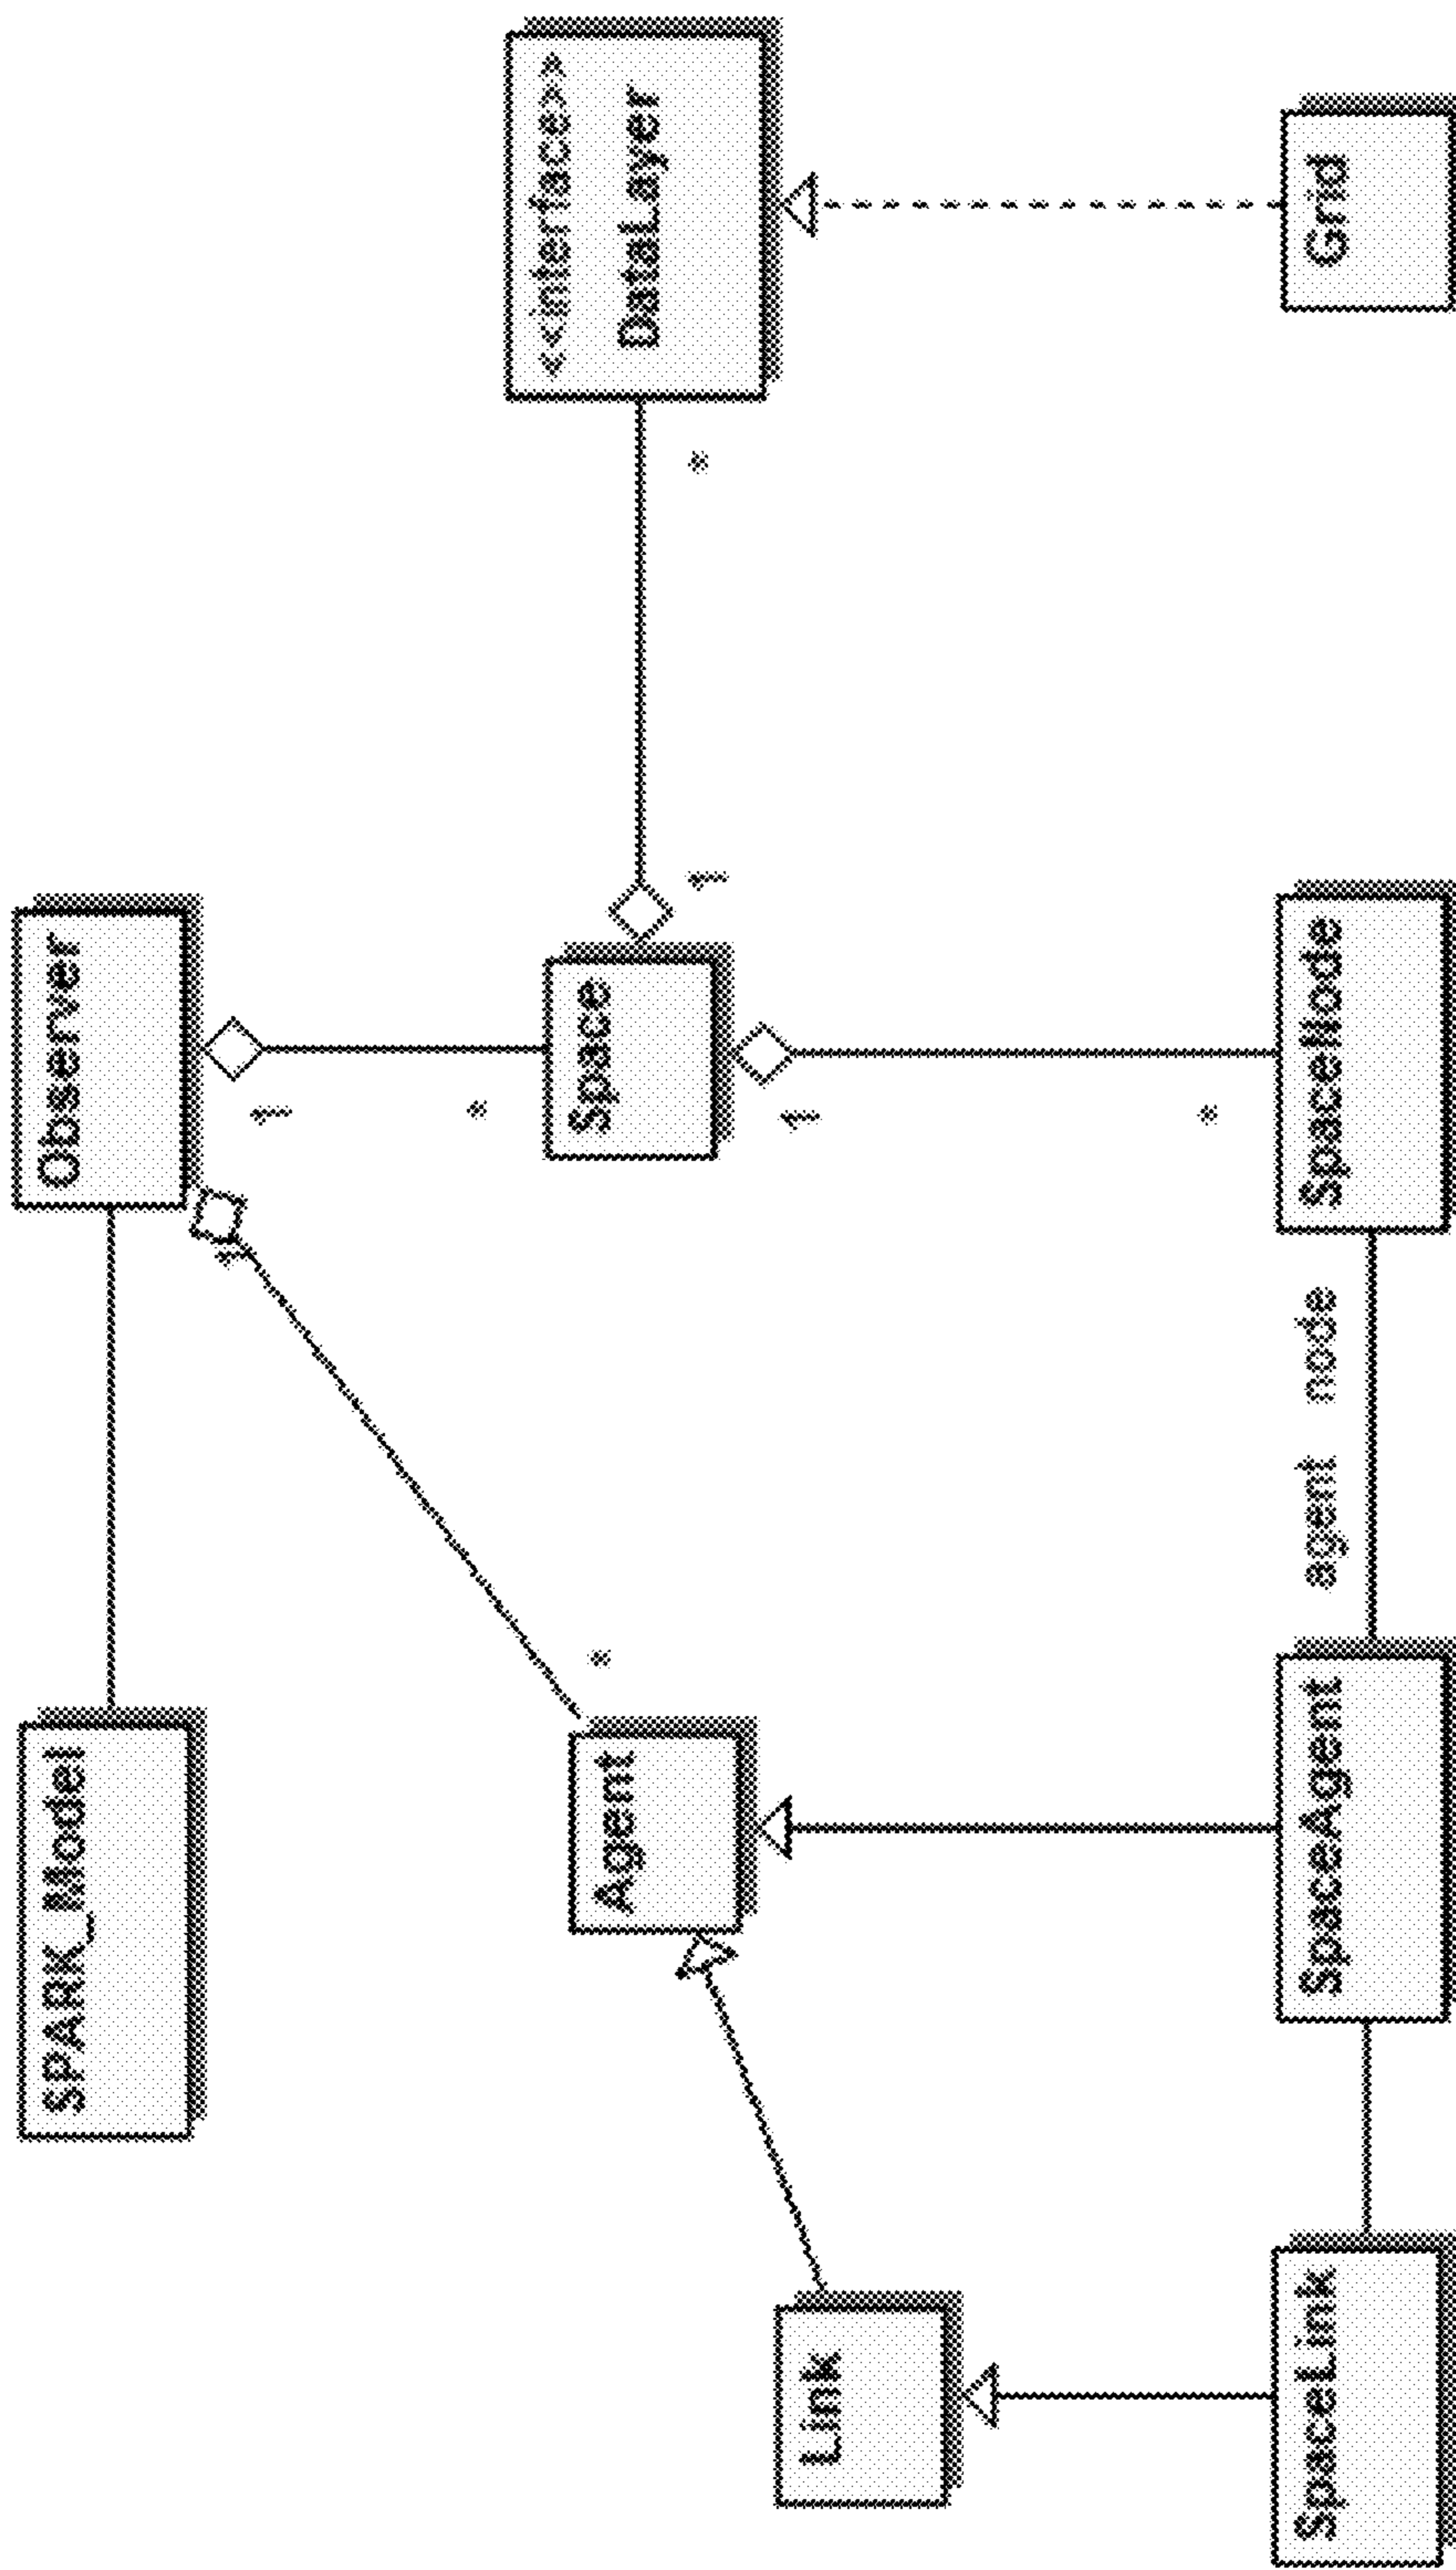 SPARK_Model
Observer
1
1
*
<<interface>>
DataLayer
Agent
*
Space
1
*
1
Link
*
SpaceLink
SpaceAgent
agent node
SpaceNode
Grid